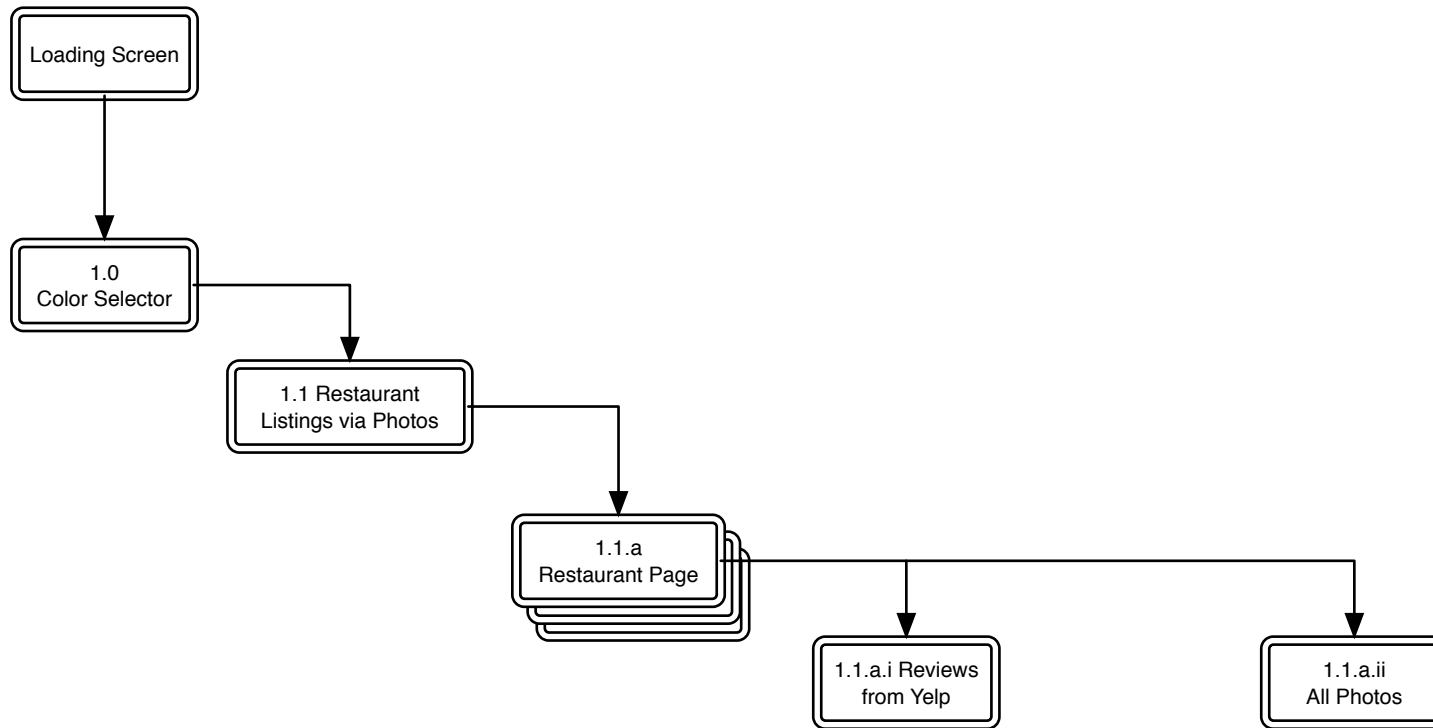 Loading Screen
1.0
Color Selector
1.1 Restaurant
Listings via Photos
1.1.a
Restaurant Page
1.1.a.i Reviews
from Yelp
1.1.a.ii
All Photos